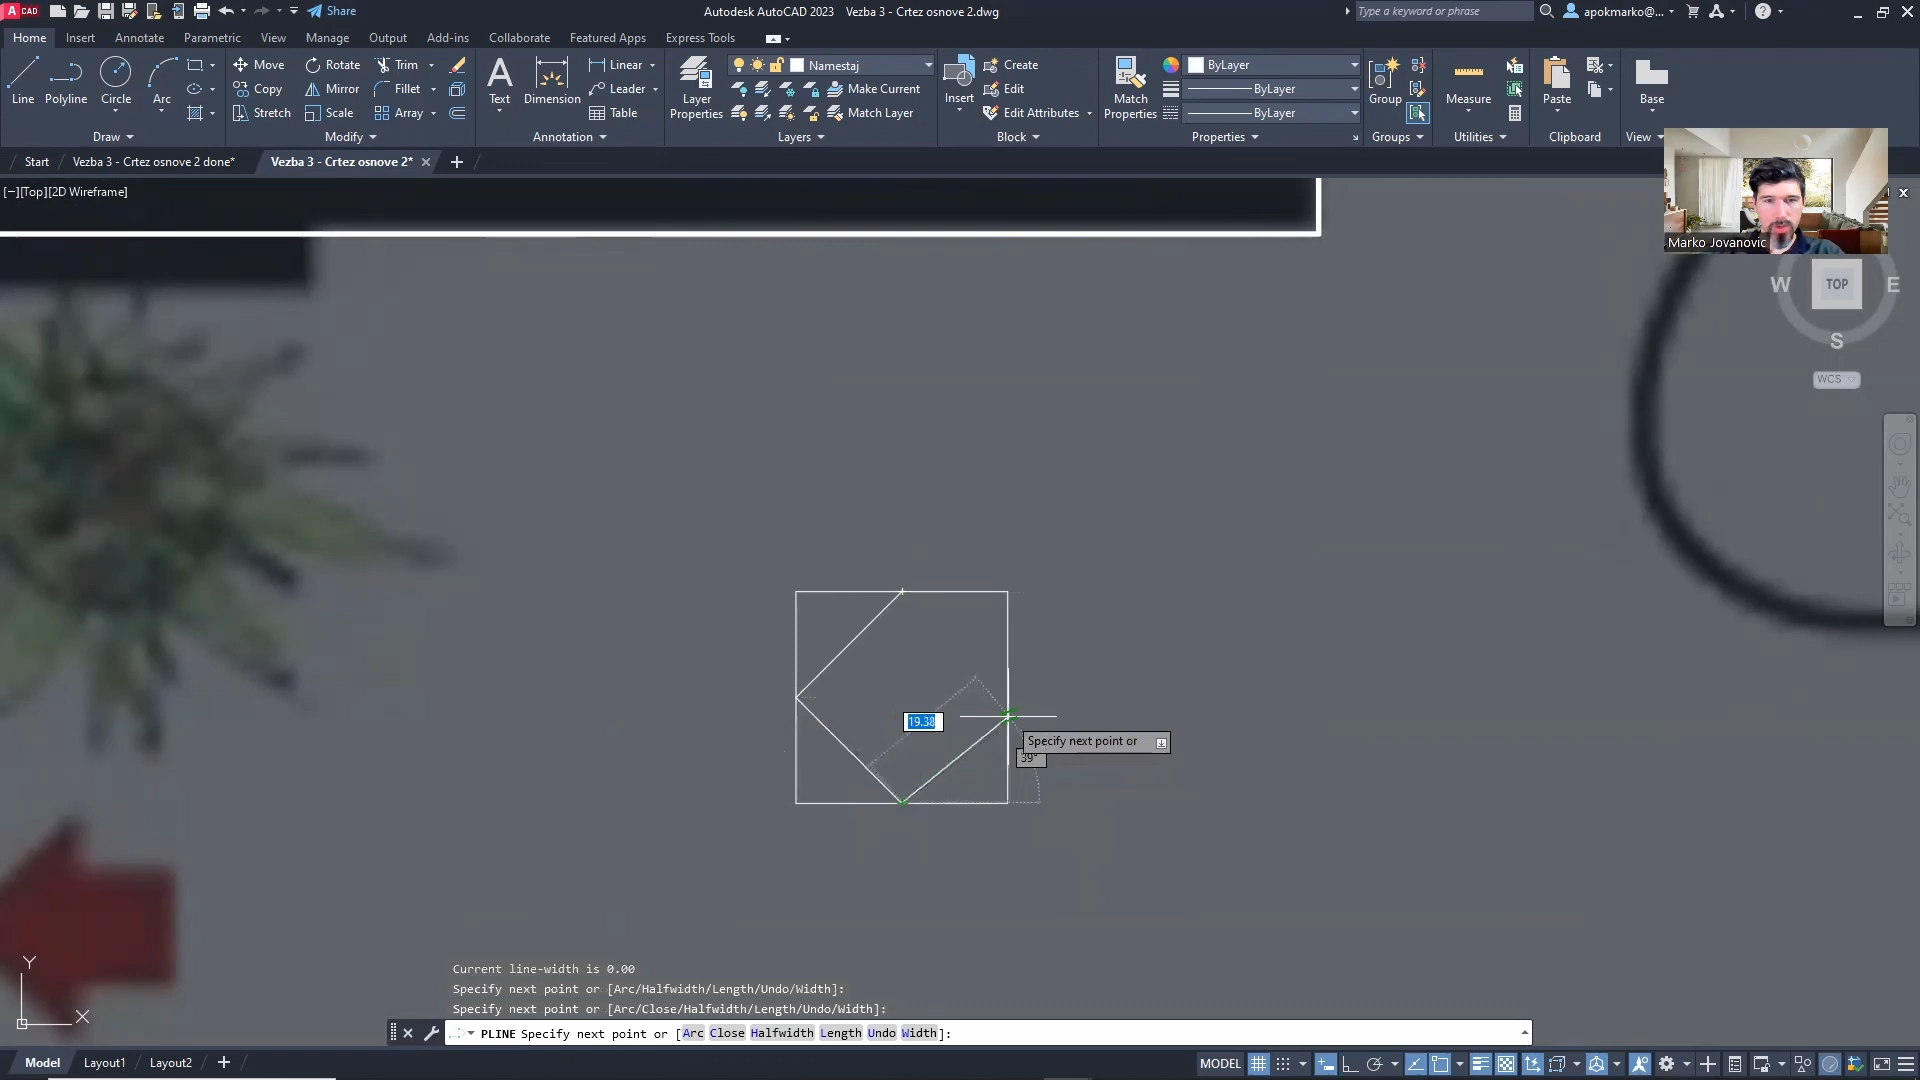 A CAD
Share
Autodesk AutoCAD 2023 Vezba 3 - Crtez osnove 2.dwg
Type a keyword or phrase
apokmarko@...
Home Insert Annotate Parametric View Manage Output Add-ins Collaborate Featured Apps Express Tools
Line
Polyline
Circle
Arc
Draw
Move Rotate Trim
Copy Mirror Fillet
Stretch Scale Array
Modify
Text
Dimension
Linear
Leader
Table
Annotation
Layer Properties
Namestaj
Make Current
Match Layer
Layers
Insert
Create
Edit
Edit Attributes
Block
Match Properties
ByLayer
ByLayer
ByLayer
Properties
Group
Groups
Measure
Utilities
Paste
Clipboard
Base
View
Start Vezba 3 - Crtez osnove 2 done* Vezba 3 - Crtez osnove 2*
[−][Top][2D Wireframe]
Marko Jovanovic
W TOP E
S
WCS
19.38
Specify next point or
39°
Y
X
Current line-width is 0.00
Specify next point or [Arc/Halfwidth/Length/Undo/Width]:
Specify next point or [Arc/Close/Halfwidth/Length/Undo/Width]:
PLINE Specify next point or [Arc Close Halfwidth Length Undo Width]:
Model Layout1 Layout2
MODEL